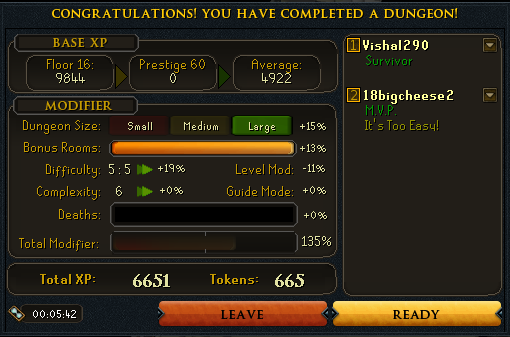 CONGRATULATIONS! YOU HAVE COMPLETED A DUNGEON!
BASE XP
Floor 16: 9844
Prestige 60 0
Average: 4922
MODIFIER
Dungeon Size: Small Medium Large +15%
Bonus Rooms: +13%
Difficulty: 5 : 5 +19% Level Mod: -11%
Complexity: 6 +0% Guide Mode: +0%
Deaths: +0%
Total Modifier: 135%
Total XP: 6651 Tokens: 665
00:05:42
LEAVE
READY
1 Vishal290
Survivor
2 18bigcheese2
M.V.P.
It's Too Easy!